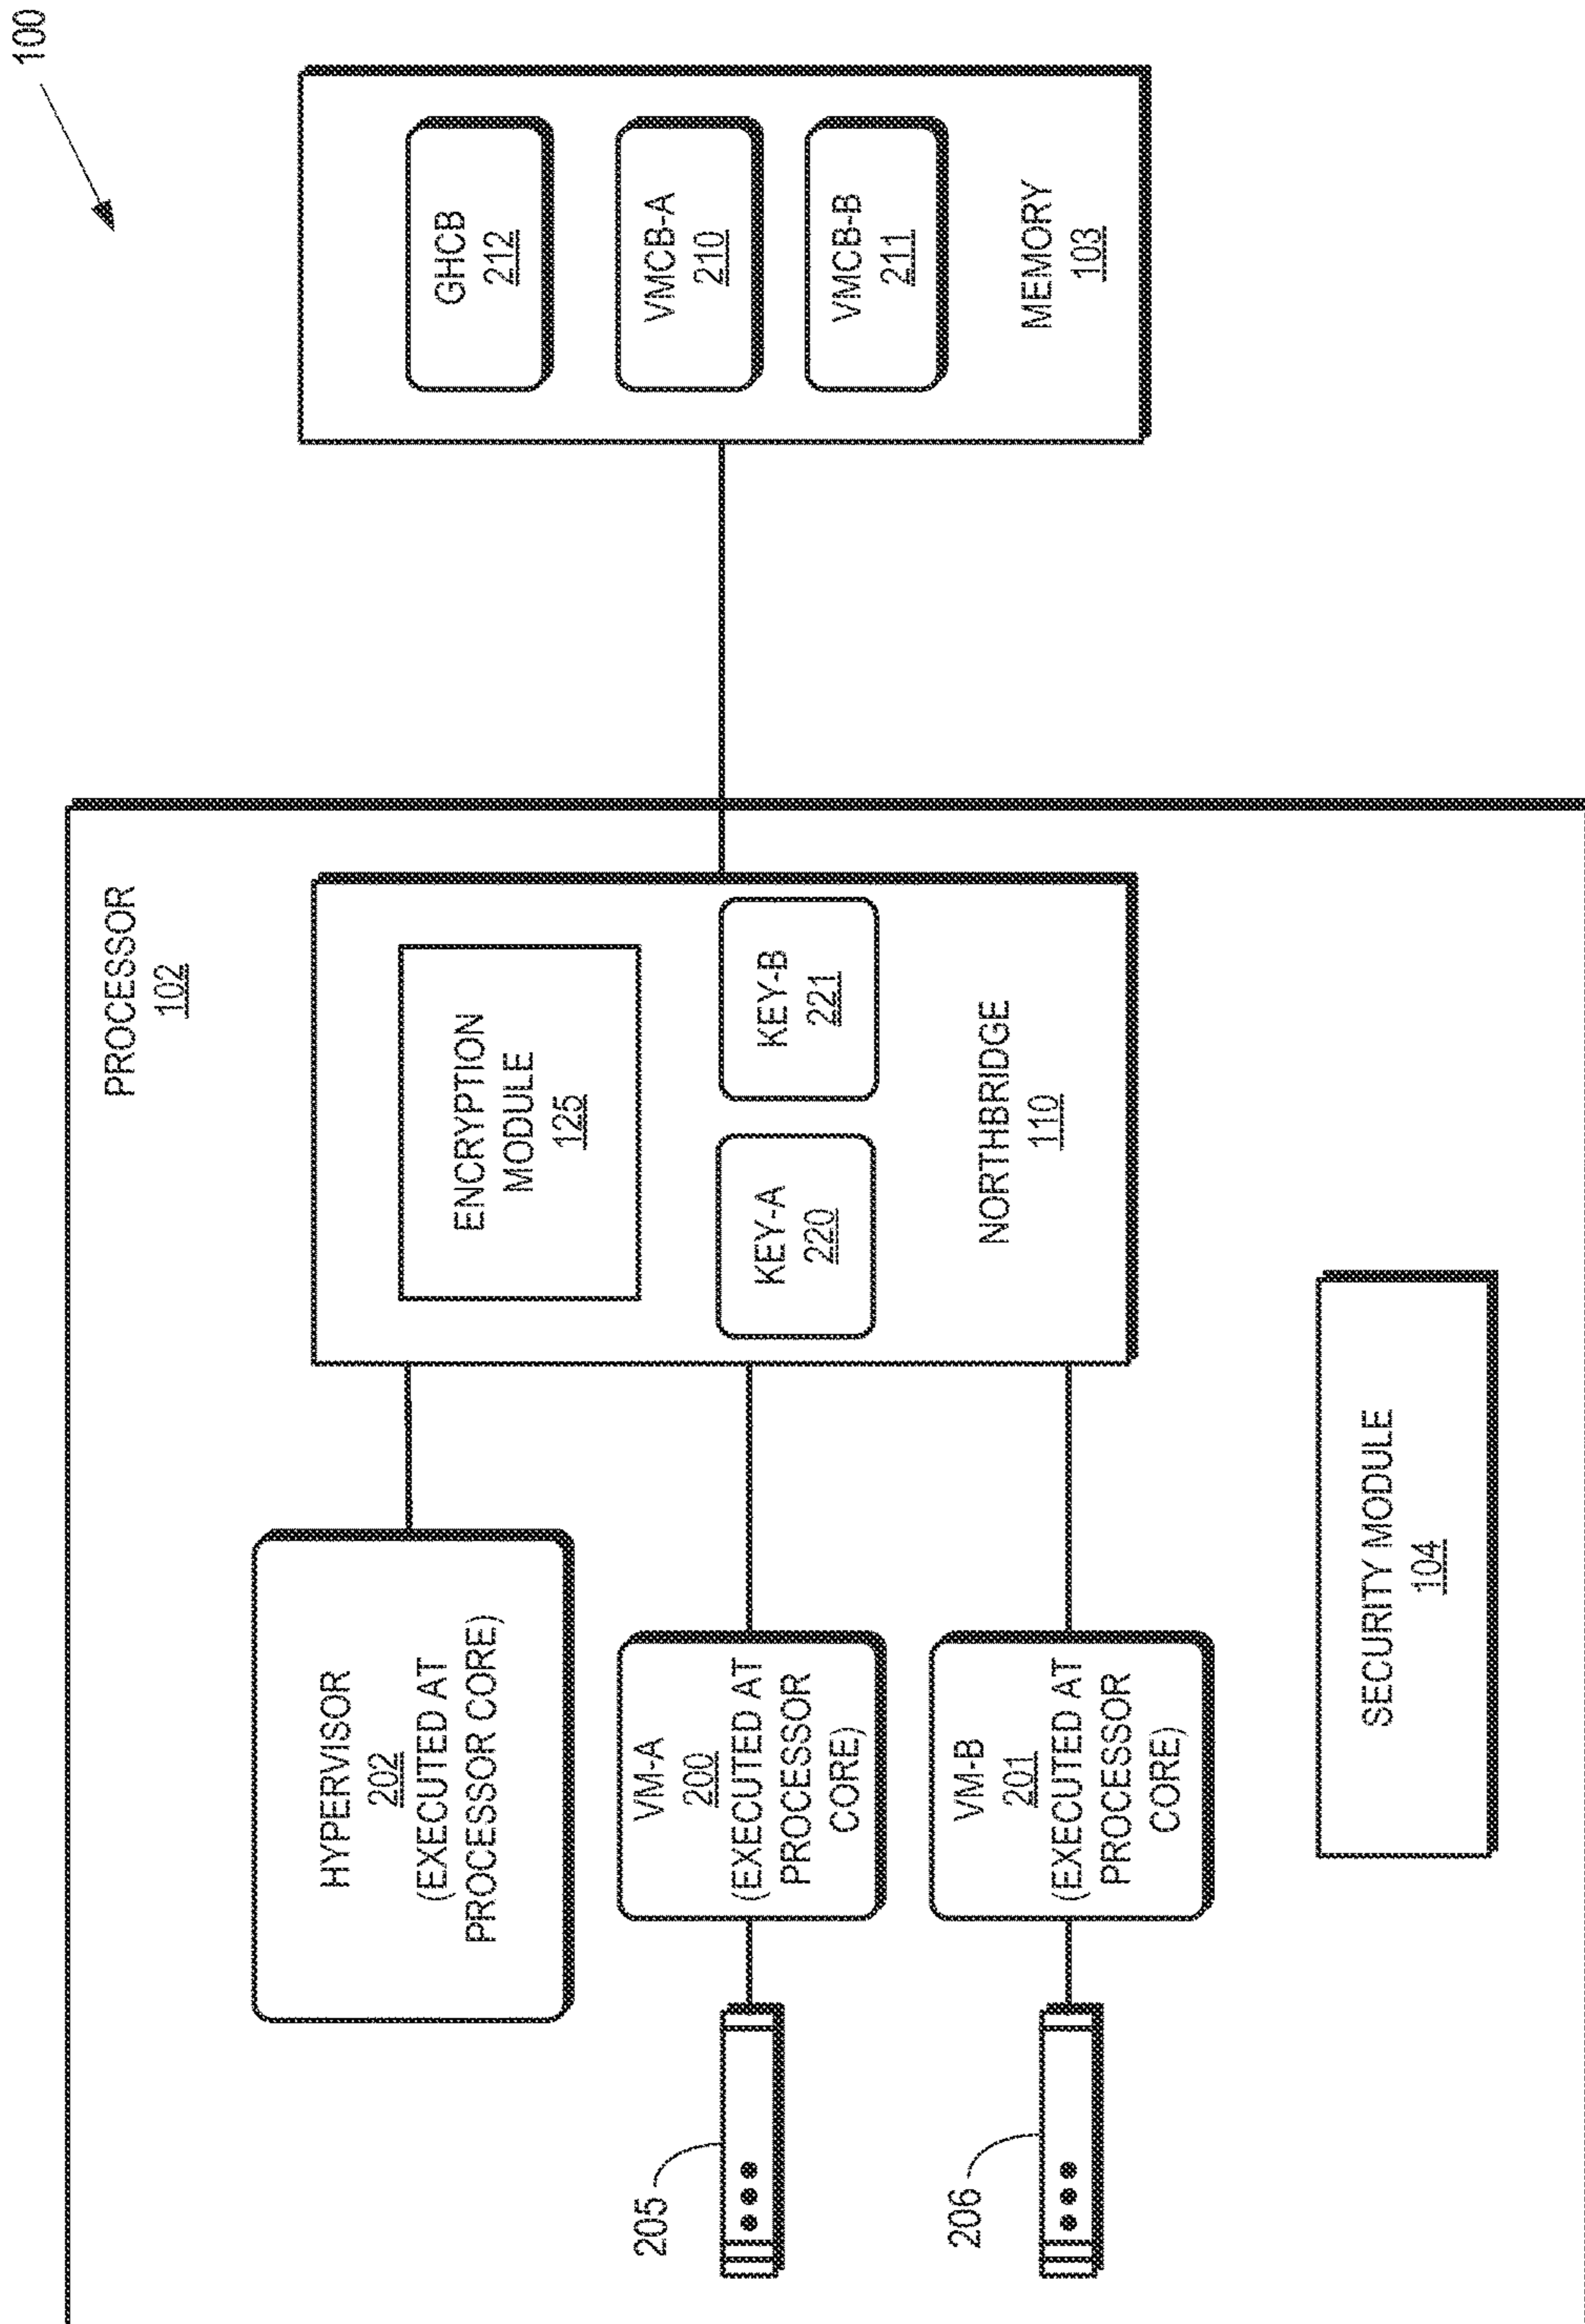 100
PROCESSOR
102
HYPERVISOR
202
(EXECUTED AT
PROCESSOR CORE)
ENCRYPTION
MODULE
125
GHCB
212
205
VM-A
200
(EXECUTED AT
PROCESSOR
CORE)
KEY-A
220
KEY-B
221
VMCB-A
210
VMCB-B
211
206
VM-B
201
(EXECUTED AT
PROCESSOR
CORE)
NORTHBRIDGE
110
MEMORY
103
SECURITY MODULE
104